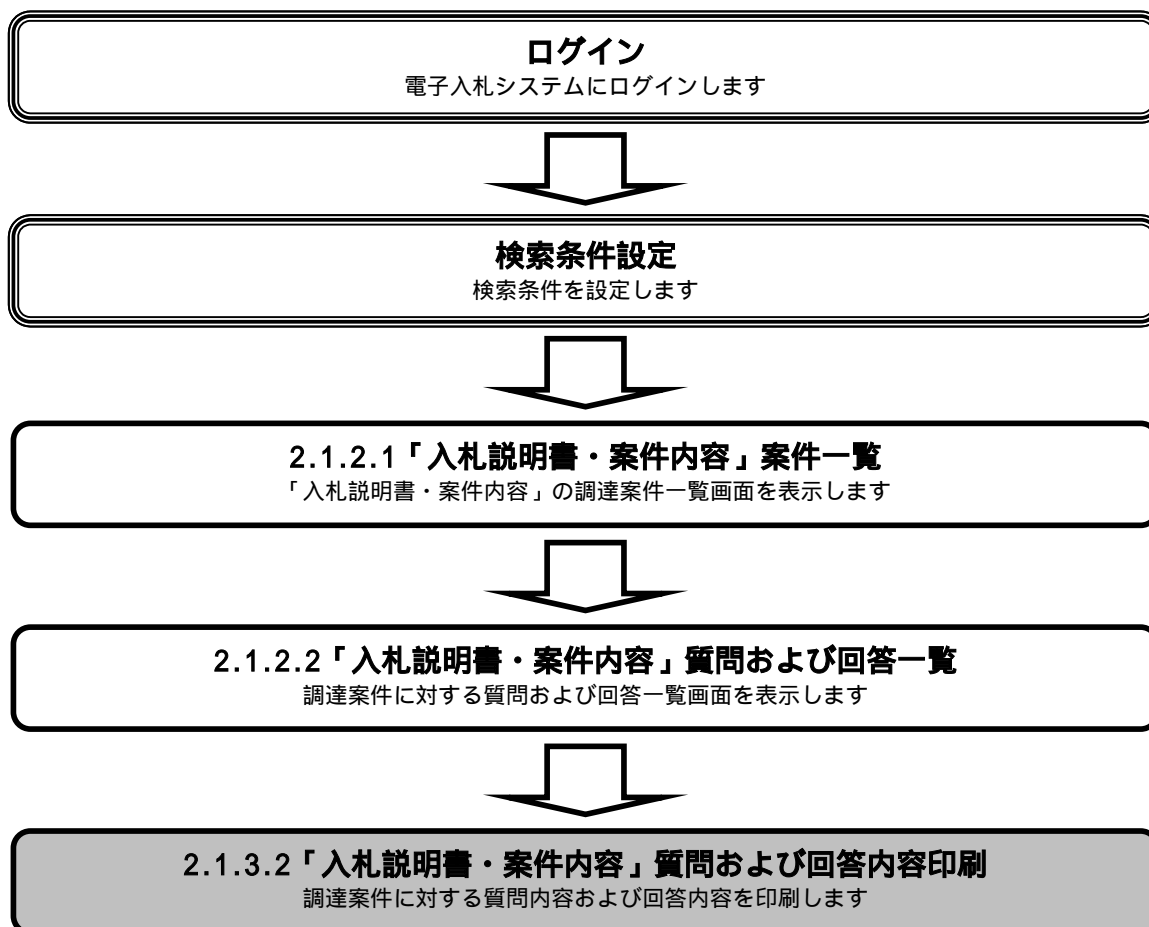 ログイン
電子入札システムにログインします
検索条件設定
検索条件を設定します
2.1.2.1「入札説明書・案件内容」案件一覧
「入札説明書・案件内容」の調達案件一覧画面を表示します
2.1.2.2「入札説明書・案件内容」質問および回答一覧
調達案件に対する質問および回答一覧画面を表示します
2.1.3.2「入札説明書・案件内容」質問および回答内容印刷
調達案件に対する質問内容および回答内容を印刷します